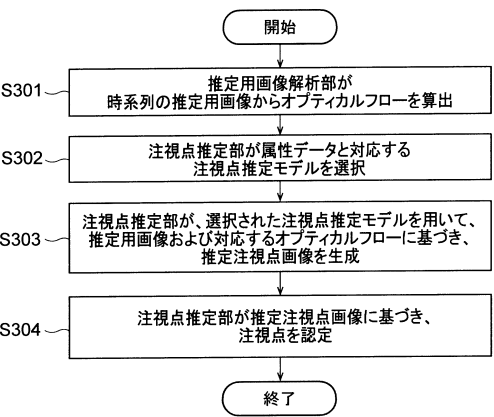 開始
S301
推定用画像解析部が
時系列の推定用画像からオプティカルフローを算出
S302
注視点推定部が属性データと対応する
注視点推定モデルを選択
S303
注視点推定部が、選択された注視点推定モデルを用いて、
推定用画像および対応するオプティカルフローに基づき、
推定注視点画像を生成
S304
注視点推定部が推定注視点画像に基づき、
注視点を認定
終了